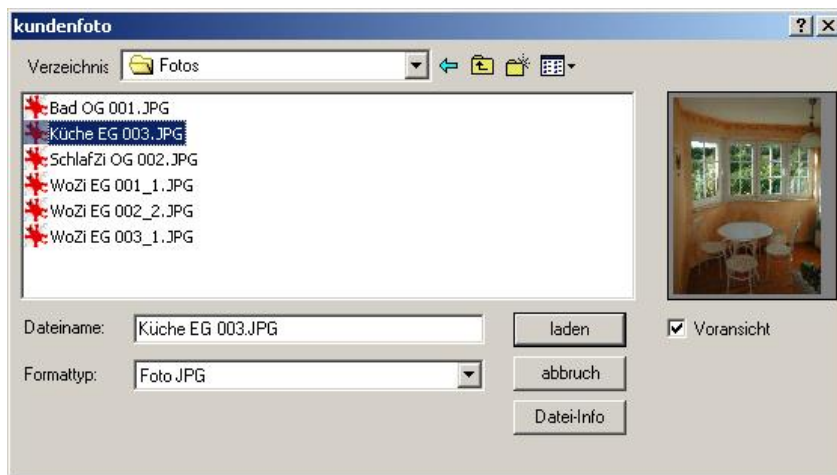 kundenfoto
Verzeichnis Fotos
Bad OG 001.JPG
Küche EG 003.JPG
SchlafZi OG 002.JPG
WoZi EG 001_1.JPG
WoZi EG 002_2.JPG
WoZi EG 003_1.JPG
Dateiname: Küche EG 003.JPG
laden
Voransicht
Formattyp: Foto JPG
abbruch
Datei-Info